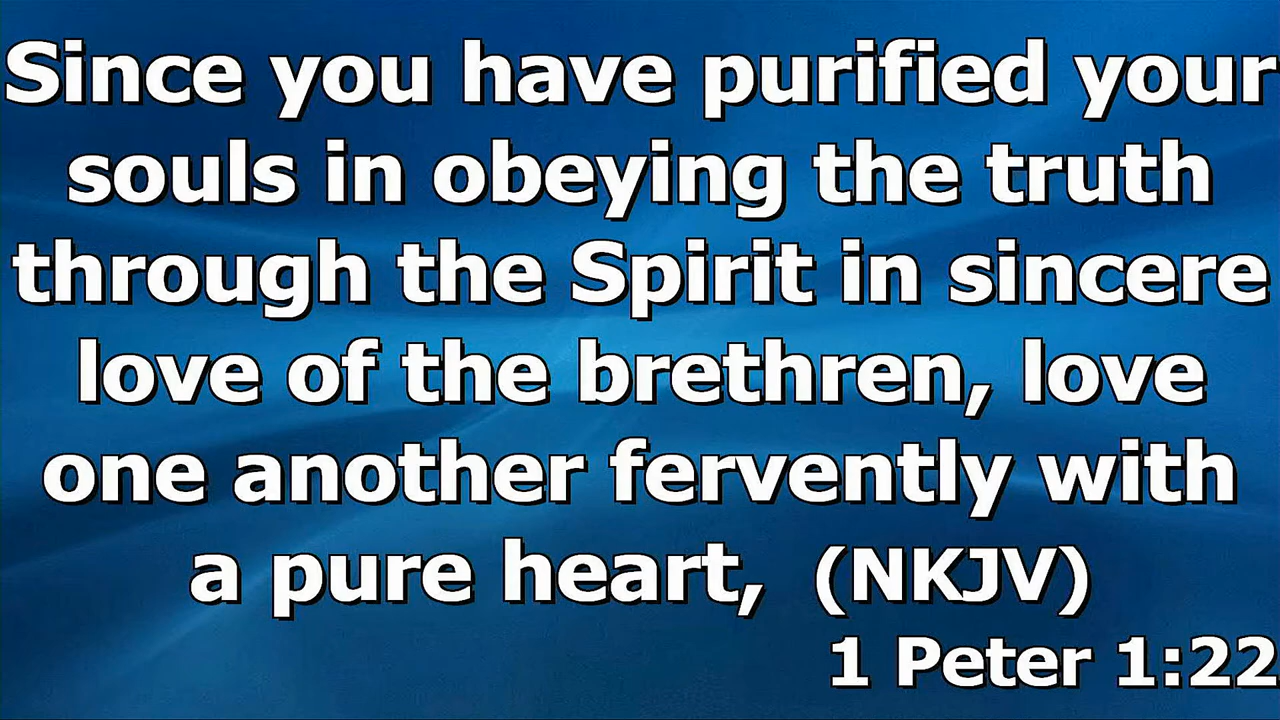 Since you have purified your
souls in obeying the truth
through the Spirit in sincere
love of the brethren, love
one another fervently with
a pure heart, (NKJV)
1 Peter 1:22